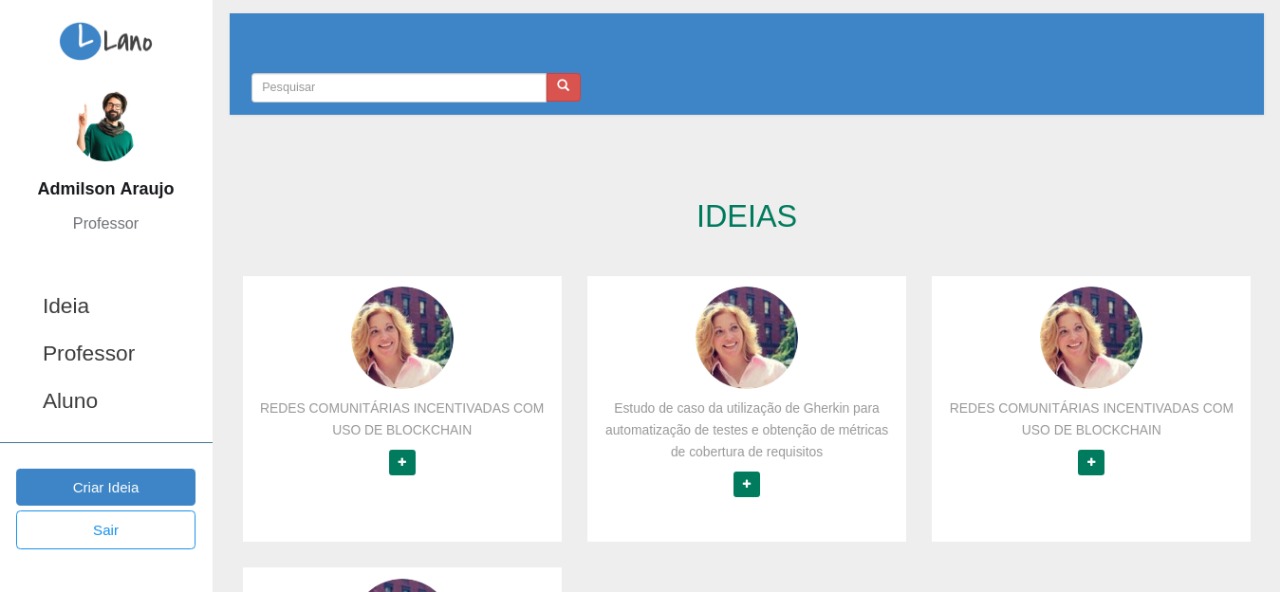 Lano
Admilson Araujo
Professor
Ideia
Professor
Aluno
Criar Ideia
Sair
Pesquisar
IDEIAS
REDES COMUNITÁRIAS INCENTIVADAS COM
USO DE BLOCKCHAIN
+
Estudo de caso da utilização de Gherkin para
automatização de testes e obtenção de métricas
de cobertura de requisitos
+
REDES COMUNITÁRIAS INCENTIVADAS COM
USO DE BLOCKCHAIN
+